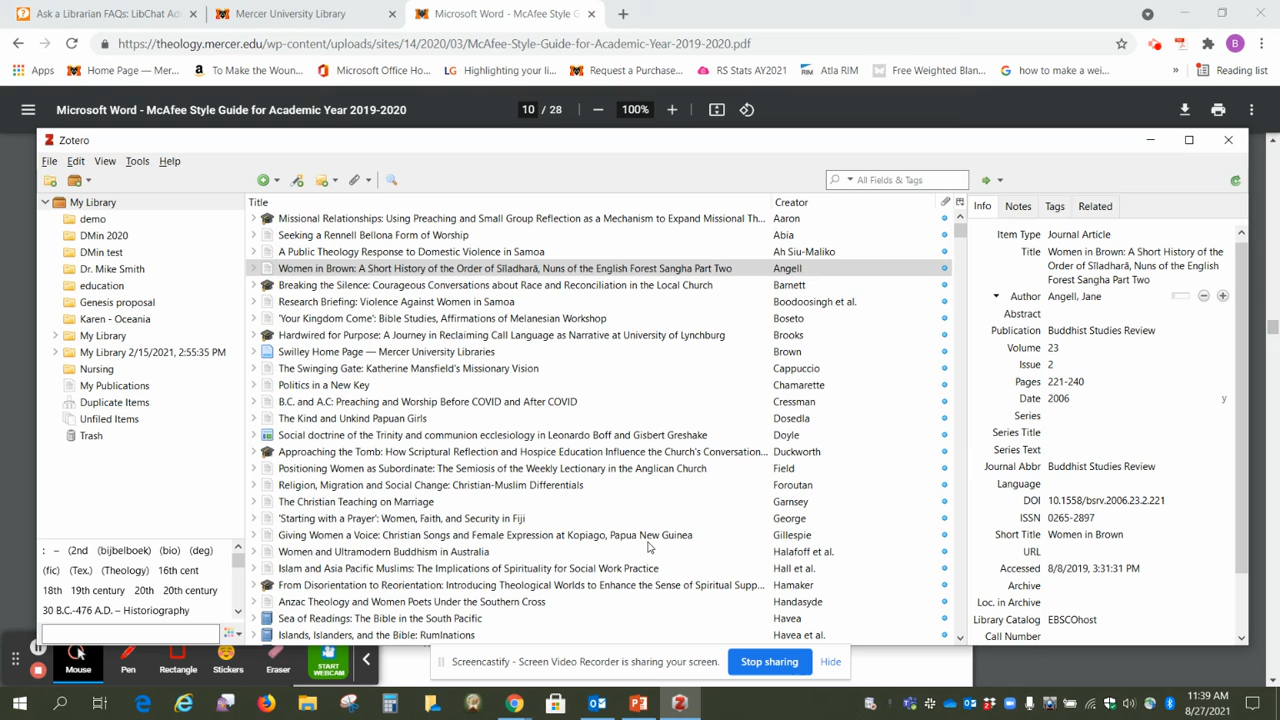 Ask a Librarian FAQs: LibChat Ad
Mercer University Library
Microsoft Word - McAfee Style G
https://theology.mercer.edu/wp-content/uploads/sites/14/2020/03/McAfee-Style-Guide-for-Academic-Year-2019-2020.pdf
B
Apps
Home Page — Mer...
To Make the Woun...
Microsoft Office Ho...
LG
Highlighting your li...
Request a Purchase...
RS Stats AY2021
RIM
Atla RIM
Free Weighted Blan...
how to make a wei...
»
Reading list
Microsoft Word - McAfee Style Guide for Academic Year 2019-2020
10 / 28
100%
Zotero
File Edit View Tools Help
All Fields & Tags
My Library
demo
DMin 2020
DMin test
Dr. Mike Smith
education
Genesis proposal
Karen - Oceania
My Library
My Library 2/15/2021, 2:55:35 PM
Nursing
My Publications
Duplicate Items
Unfiled Items
Trash
: – (2nd (bijbelboek) (bio) (deg)
(fic) (Tex.) (Theology) 16th cent
18th 19th century 20th 20th century
30 B.C.-476 A.D. – Historiography
Title Creator
Missional Relationships: Using Preaching and Small Group Reflection as a Mechanism to Expand Missional Th... Aaron
Seeking a Rennell Bellona Form of Worship Abia
A Public Theology Response to Domestic Violence in Samoa Ah Siu-Maliko
Women in Brown: A Short History of the Order of Sīladharā, Nuns of the English Forest Sangha Part Two Angell
Breaking the Silence: Courageous Conversations about Race and Reconciliation in the Local Church Barnett
Research Briefing: Violence Against Women in Samoa Boodoosingh et al.
'Your Kingdom Come': Bible Studies, Affirmations of Melanesian Workshop Boseto
Hardwired for Purpose: A Journey in Reclaiming Call Language as Narrative at University of Lynchburg Brooks
Swilley Home Page — Mercer University Libraries Brown
The Swinging Gate: Katherine Mansfield's Missionary Vision Cappuccio
Politics in a New Key Chamarette
B.C. and A.C: Preaching and Worship Before COVID and After COVID Cressman
The Kind and Unkind Papuan Girls Dosedla
Social doctrine of the Trinity and communion ecclesiology in Leonardo Boff and Gisbert Greshake Doyle
Approaching the Tomb: How Scriptural Reflection and Hospice Education Influence the Church's Conversation... Duckworth
Positioning Women as Subordinate: The Semiosis of the Weekly Lectionary in the Anglican Church Field
Religion, Migration and Social Change: Christian-Muslim Differentials Foroutan
The Christian Teaching on Marriage Garnsey
'Starting with a Prayer': Women, Faith, and Security in Fiji George
Giving Women a Voice: Christian Songs and Female Expression at Kopiago, Papua New Guinea Gillespie
Women and Ultramodern Buddhism in Australia Halafoff et al.
Islam and Asia Pacific Muslims: The Implications of Spirituality for Social Work Practice Hall et al.
From Disorientation to Reorientation: Introducing Theological Worlds to Enhance the Sense of Spiritual Supp... Hamaker
Anzac Theology and Women Poets Under the Southern Cross Handasyde
Sea of Readings: The Bible in the South Pacific Havea
Islands, Islanders, and the Bible: RumInations Havea et al.
Info Notes Tags Related
Item Type Journal Article
Title Women in Brown: A Short History of the
Order of Sīladharā, Nuns of the English
Forest Sangha Part Two
Author Angell, Jane
Abstract
Publication Buddhist Studies Review
Volume 23
Issue 2
Pages 221-240
Date 2006 y
Series
Series Title
Series Text
Journal Abbr Buddhist Studies Review
Language
DOI 10.1558/bsrv.2006.23.2.221
ISSN 0265-2897
Short Title Women in Brown
URL
Accessed 8/8/2019, 3:31:31 PM
Archive
Loc. in Archive
Library Catalog EBSCOhost
Call Number
Mouse
Pen
Rectangle
Stickers
Eraser
START
WEBCAM
Screencastify - Screen Video Recorder is sharing your screen.
Stop sharing
Hide
11:39 AM
8/27/2021